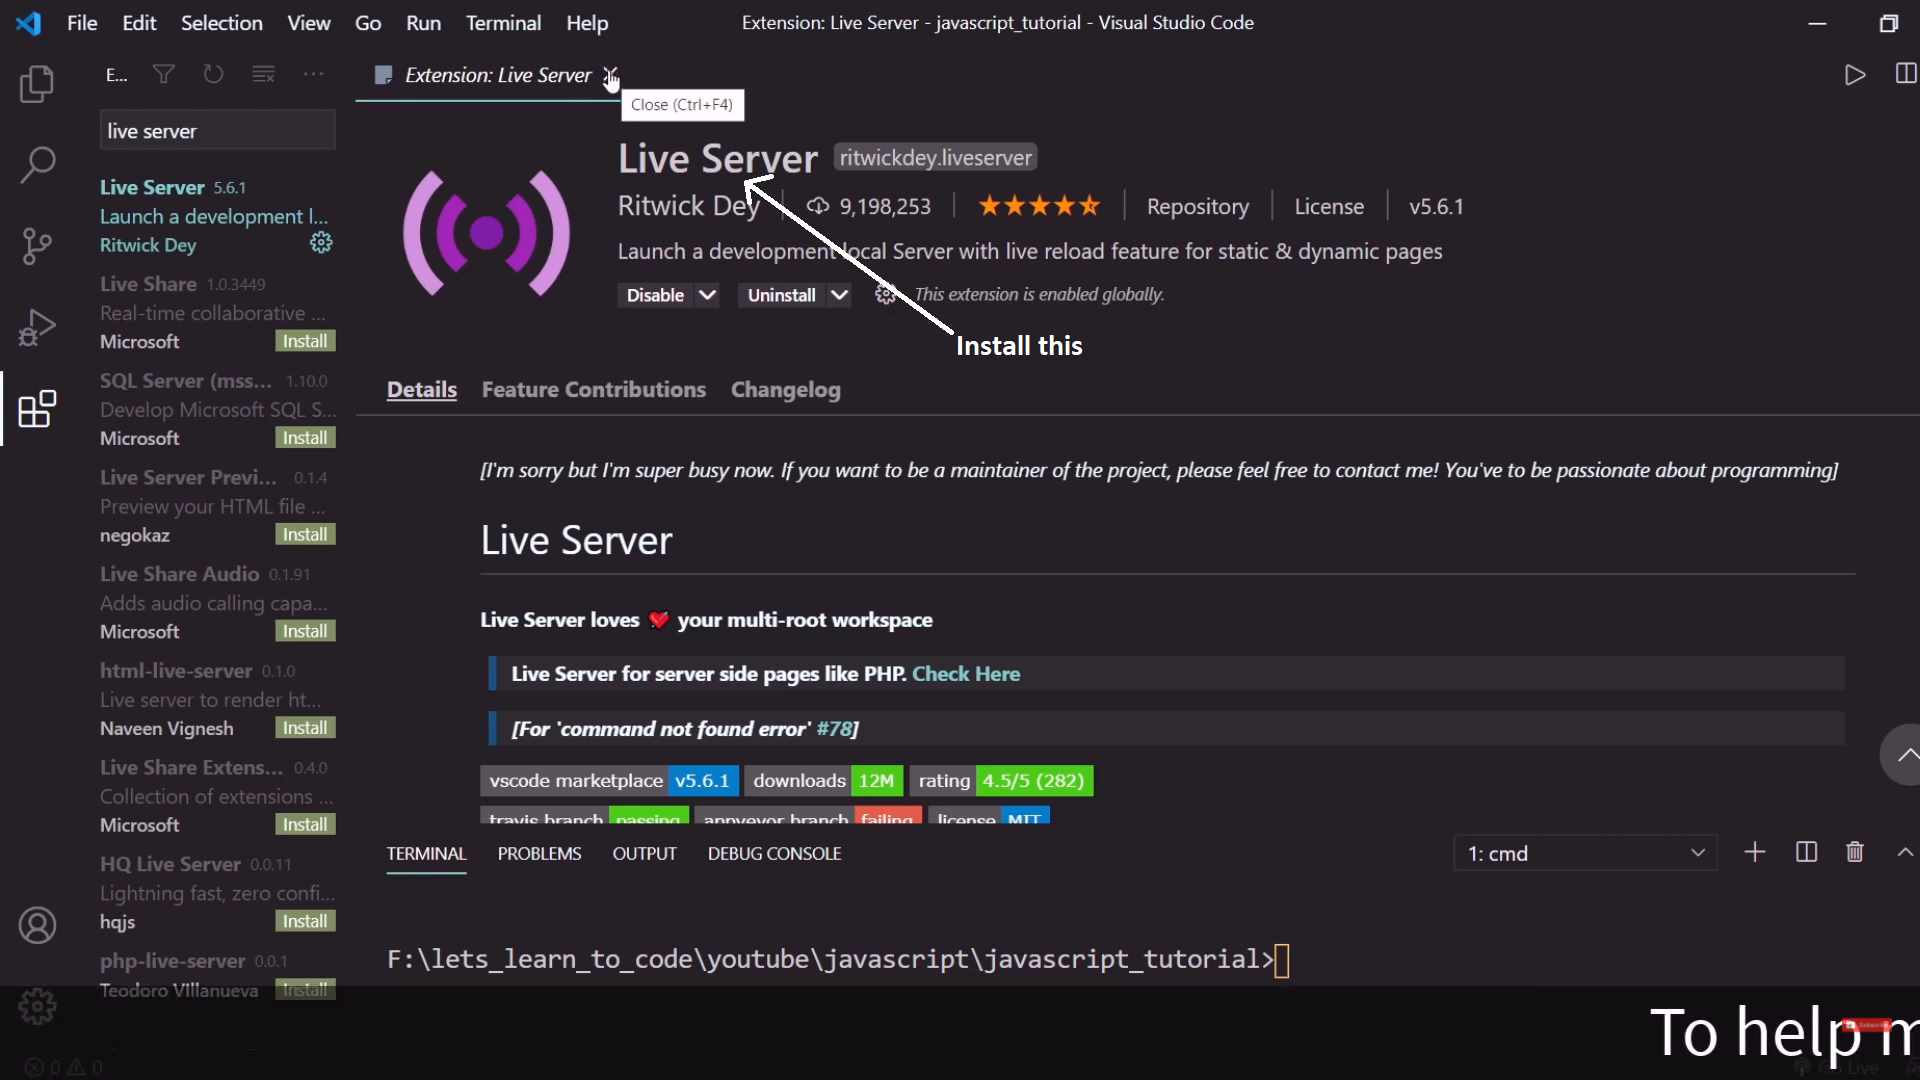 File Edit Selection View Go Run Terminal Help
Extension: Live Server - javascript_tutorial - Visual Studio Code
E...
live server
Live Server 5.6.1
Launch a development l...
Ritwick Dey
Live Share 1.0.3449
Real-time collaborative ...
Microsoft Install
SQL Server (mss... 1.10.0
Develop Microsoft SQL S...
Microsoft Install
Live Server Previ... 0.1.4
Preview your HTML file ...
negokaz Install
Live Share Audio 0.1.91
Adds audio calling capa...
Microsoft Install
html-live-server 0.1.0
Live server to render ht...
Naveen Vignesh Install
Live Share Extens... 0.4.0
Collection of extensions ...
Microsoft Install
HQ Live Server 0.0.11
Lightning fast, zero confi...
hqjs Install
php-live-server 0.0.1
Teodoro VIllanueva Install
0 0
Extension: Live Server
Close (Ctrl+F4)
Live Server ritwickdey.liveserver
Ritwick Dey 9,198,253 Repository License v5.6.1
Launch a development local Server with live reload feature for static & dynamic pages
Disable Uninstall This extension is enabled globally.
Install this
Details Feature Contributions Changelog
[I'm sorry but I'm super busy now. If you want to be a maintainer of the project, please feel free to contact me! You've to be passionate about programming]
Live Server
Live Server loves 💘 your multi-root workspace
Live Server for server side pages like PHP. Check Here
[For 'command not found error' #78]
vscode marketplace v5.6.1 downloads 12M rating 4.5/5 (282)
travis branch passing appveyor branch failing license MIT
TERMINAL PROBLEMS OUTPUT DEBUG CONSOLE
1: cmd
F:\lets_learn_to_code\youtube\javascript\javascript_tutorial>
To help m
Subscribe
Go Live